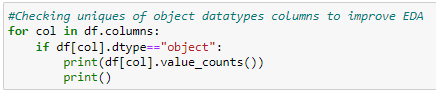 #Checking uniques of object datatypes columns to improve EDA
for col in df.columns:
    if df[col].dtype=="object":
        print(df[col].value_counts())
        print()